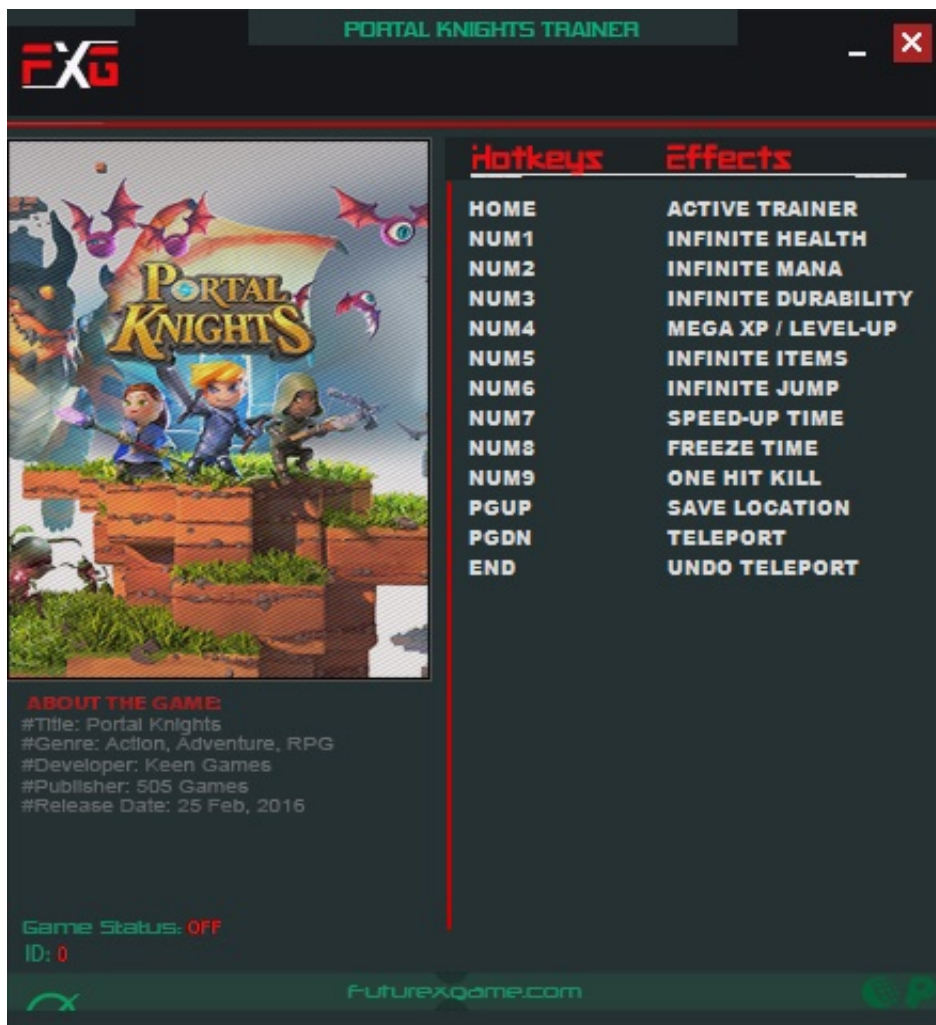 PORTAL KNIGHTS TRAINER
FXG
Hotkeys Effects
HOME ACTIVE TRAINER
NUM1 INFINITE HEALTH
NUM2 INFINITE MANA
NUM3 INFINITE DURABILITY
NUM4 MEGA XP / LEVEL-UP
NUM5 INFINITE ITEMS
NUM6 INFINITE JUMP
NUM7 SPEED-UP TIME
NUM8 FREEZE TIME
NUM9 ONE HIT KILL
PGUP SAVE LOCATION
PGDN TELEPORT
END UNDO TELEPORT
PORTAL
KNIGHTS
ABOUT THE GAME:
#Title: Portal Knights
#Genre: Action, Adventure, RPG
#Developer: Keen Games
#Publisher: 505 Games
#Release Date: 25 Feb, 2016
Game Status: OFF
ID: 0
Futurexgame.com